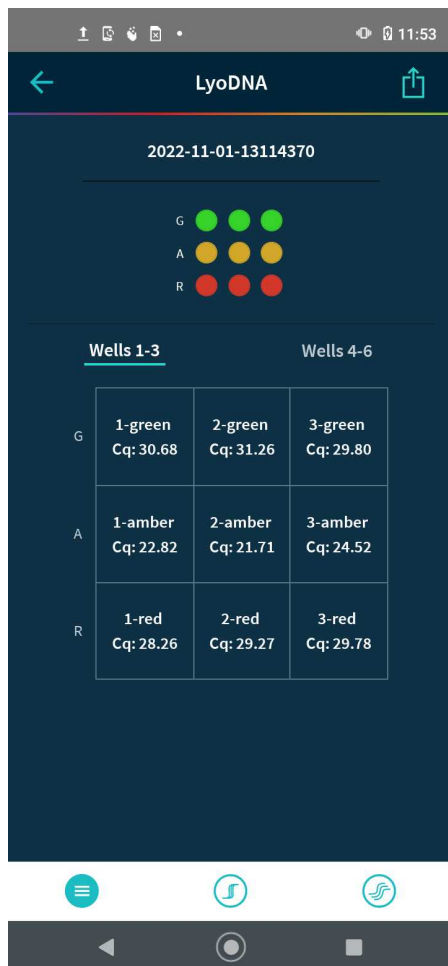 11:53
LyoDNA
2022-11-01-13114370
G
A
R
Wells 1-3 Wells 4-6
G 1-green 2-green 3-green
Cq: 30.68 Cq: 31.26 Cq: 29.80
A 1-amber 2-amber 3-amber
Cq: 22.82 Cq: 21.71 Cq: 24.52
R 1-red 2-red 3-red
Cq: 28.26 Cq: 29.27 Cq: 29.78